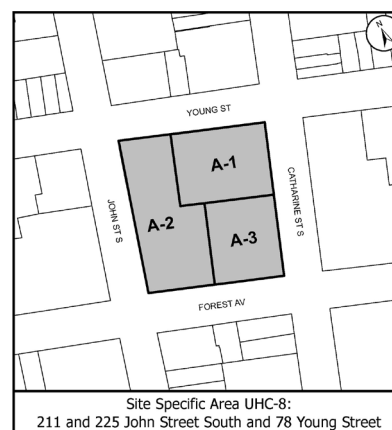 YOUNG ST
A-1
A-2
A-3
JOHN ST S
CATHARINE ST S
FOREST AV
Site Specific Area UHC-8:
211 and 225 John Street South and 78 Young Street